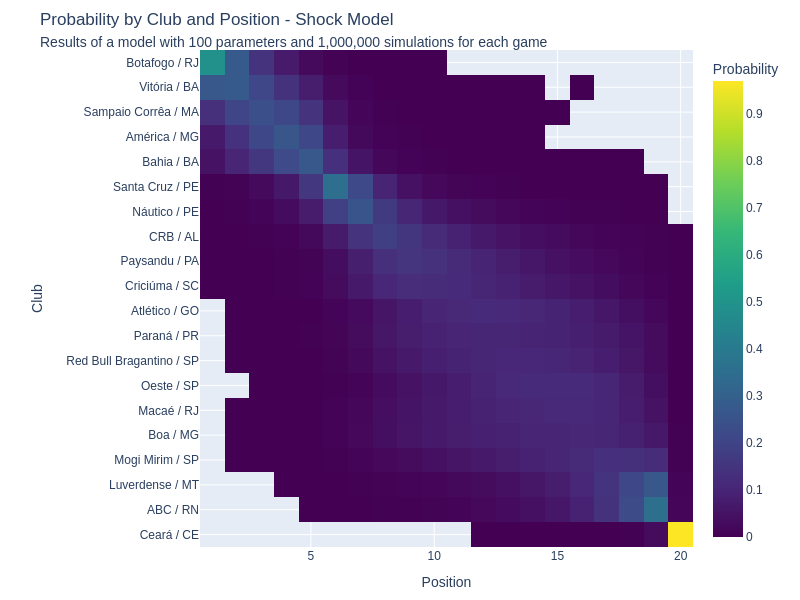 Probability by Club and Position - Shock Model
Results of a model with 100 parameters and 1,000,000 simulations for each game
Probability
Botafogo / RJ
Vitória / BA
Sampaio Corrêa / MA
América / MG
Bahia / BA
Santa Cruz / PE
Náutico / PE
CRB / AL
Paysandu / PA
Criciúma / SC
Atlético / GO
Paraná / PR
Red Bull Bragantino / SP
Oeste / SP
Macaé / RJ
Boa / MG
Mogi Mirim / SP
Luverdense / MT
ABC / RN
Ceará / CE
Club
5
10
15
20
Position
0.9
0.8
0.7
0.6
0.5
0.4
0.3
0.2
0.1
0